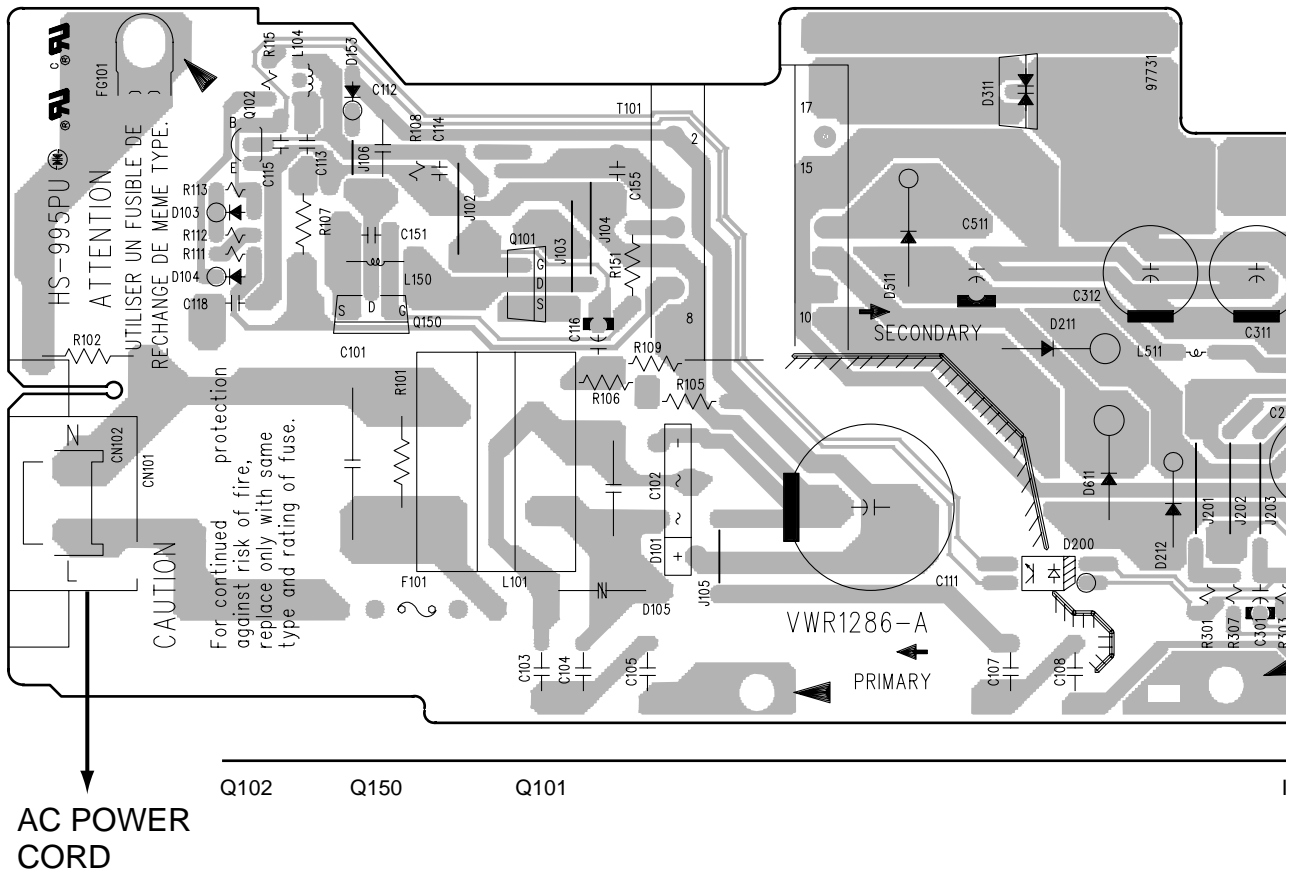 R115
L104
D153
FG101
Q102
C112
T101
D311
97731
17
15
10
2
8
B
E
R108
C114
C115
C113
J106
C155
HS-995PU
ATTENTION
UTILISER UN FUSIBLE DE
RECHANGE DE MEME TYPE.
R113
D103
R112
R111
D104
C118
R107
J102
C151
L150
S D G
Q150
Q101
G
D
S
J103
J104
R151
C116
C511
D511
SECONDARY
C312
C311
D211
L511
R102
C101
R101
R109
R106
R105
N
CN102
CN101
L
CAUTION
For continued protection
against risk of fire,
replace only with same
type and rating of fuse.
F101
L101
C102
D101
- ~ ~ +
J105
D105
C111
D200
D611
D212
J201
J202
J203
R301
R307
C301
R303
VWR1286-A
PRIMARY
C103
C104
C105
C107
C108
Q102 Q150 Q101
AC POWER
CORD